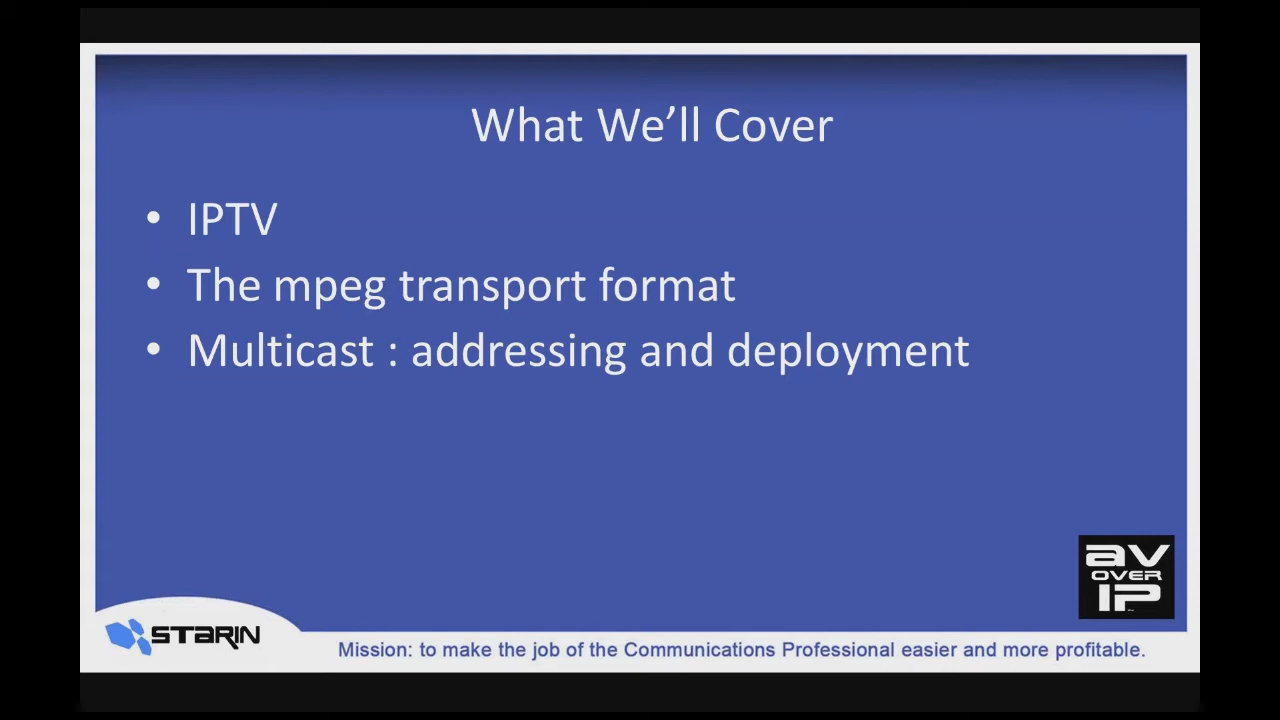 What We’ll Cover
• IPTV
• The mpeg transport format
• Multicast : addressing and deployment
av
OVER
IP
STARIN
Mission: to make the job of the Communications Professional easier and more profitable.